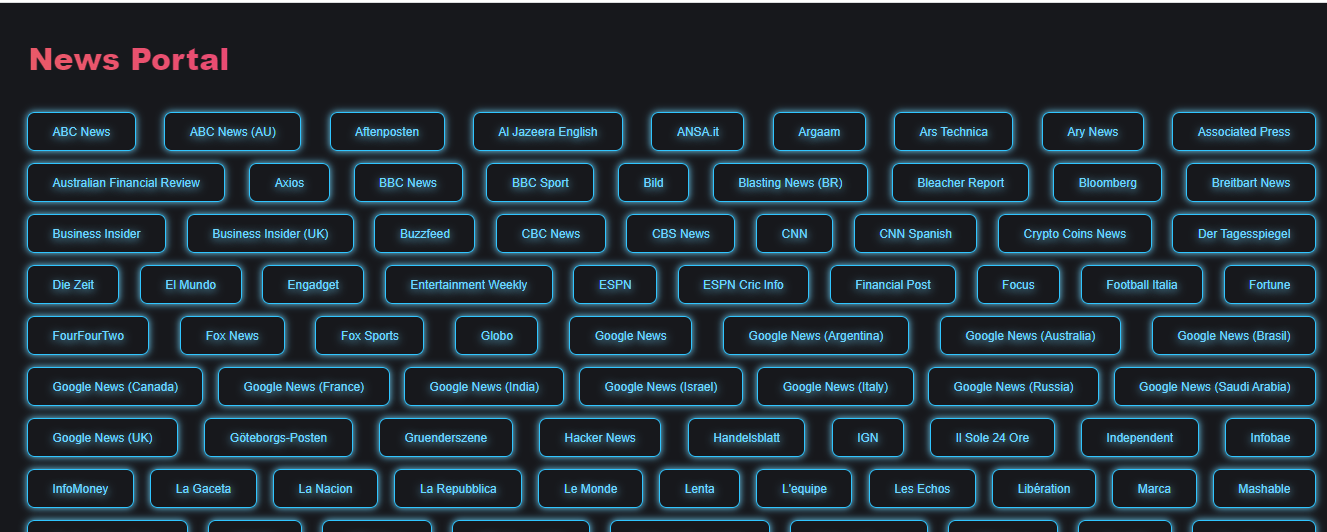 News Portal
ABC News ABC News (AU) Aftenposten Al Jazeera English ANSA.it Argaam Ars Technica Ary News Associated Press
Australian Financial Review Axios BBC News BBC Sport Bild Blasting News (BR) Bleacher Report Bloomberg Breitbart News
Business Insider Business Insider (UK) Buzzfeed CBC News CBS News CNN CNN Spanish Crypto Coins News Der Tagesspiegel
Die Zeit El Mundo Engadget Entertainment Weekly ESPN ESPN Cric Info Financial Post Focus Football Italia Fortune
FourFourTwo Fox News Fox Sports Globo Google News Google News (Argentina) Google News (Australia) Google News (Brasil)
Google News (Canada) Google News (France) Google News (India) Google News (Israel) Google News (Italy) Google News (Russia) Google News (Saudi Arabia)
Google News (UK) Göteborgs-Posten Gruenderszene Hacker News Handelsblatt IGN Il Sole 24 Ore Independent Infobae
InfoMoney La Gaceta La Nacion La Repubblica Le Monde Lenta L'equipe Les Echos Libération Marca Mashable